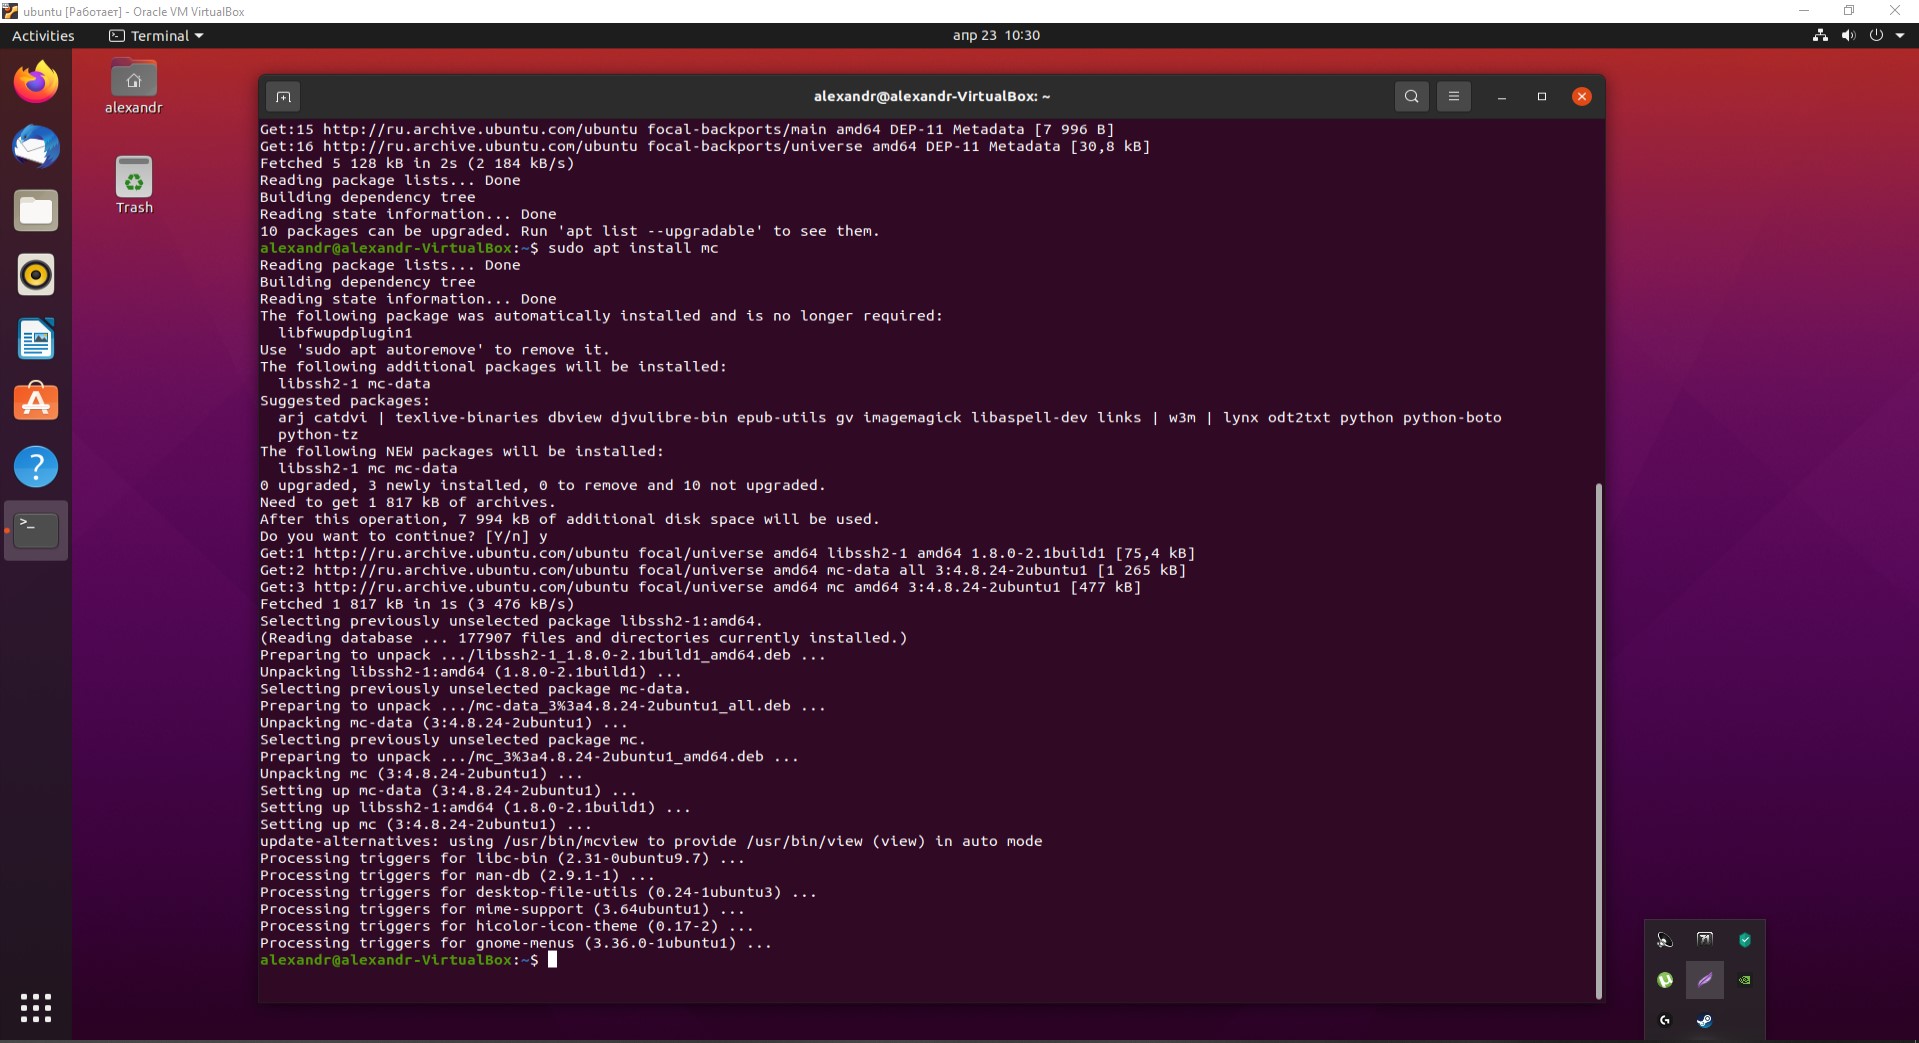 ubuntu [Работает] - Oracle VM VirtualBox
Activities
Terminal
апр 23 10:30
alexandr
Trash
alexandr@alexandr-VirtualBox: ~
Get:15 http://ru.archive.ubuntu.com/ubuntu focal-backports/main amd64 DEP-11 Metadata [7 996 B]
Get:16 http://ru.archive.ubuntu.com/ubuntu focal-backports/universe amd64 DEP-11 Metadata [30,8 kB]
Fetched 5 128 kB in 2s (2 184 kB/s)
Reading package lists... Done
Building dependency tree
Reading state information... Done
10 packages can be upgraded. Run 'apt list --upgradable' to see them.
alexandr@alexandr-VirtualBox:~$ sudo apt install mc
Reading package lists... Done
Building dependency tree
Reading state information... Done
The following package was automatically installed and is no longer required:
  libfwupdplugin1
Use 'sudo apt autoremove' to remove it.
The following additional packages will be installed:
  libssh2-1 mc-data
Suggested packages:
  arj catdvi | texlive-binaries dbview djvulibre-bin epub-utils gv imagemagick libaspell-dev links | w3m | lynx odt2txt python python-boto
  python-tz
The following NEW packages will be installed:
  libssh2-1 mc mc-data
0 upgraded, 3 newly installed, 0 to remove and 10 not upgraded.
Need to get 1 817 kB of archives.
After this operation, 7 994 kB of additional disk space will be used.
Do you want to continue? [Y/n] y
Get:1 http://ru.archive.ubuntu.com/ubuntu focal/universe amd64 libssh2-1 amd64 1.8.0-2.1build1 [75,4 kB]
Get:2 http://ru.archive.ubuntu.com/ubuntu focal/universe amd64 mc-data all 3:4.8.24-2ubuntu1 [1 265 kB]
Get:3 http://ru.archive.ubuntu.com/ubuntu focal/universe amd64 mc amd64 3:4.8.24-2ubuntu1 [477 kB]
Fetched 1 817 kB in 1s (3 476 kB/s)
Selecting previously unselected package libssh2-1:amd64.
(Reading database ... 177907 files and directories currently installed.)
Preparing to unpack .../libssh2-1_1.8.0-2.1build1_amd64.deb ...
Unpacking libssh2-1:amd64 (1.8.0-2.1build1) ...
Selecting previously unselected package mc-data.
Preparing to unpack .../mc-data_3%3a4.8.24-2ubuntu1_all.deb ...
Unpacking mc-data (3:4.8.24-2ubuntu1) ...
Selecting previously unselected package mc.
Preparing to unpack .../mc_3%3a4.8.24-2ubuntu1_amd64.deb ...
Unpacking mc (3:4.8.24-2ubuntu1) ...
Setting up mc-data (3:4.8.24-2ubuntu1) ...
Setting up libssh2-1:amd64 (1.8.0-2.1build1) ...
Setting up mc (3:4.8.24-2ubuntu1) ...
update-alternatives: using /usr/bin/mcview to provide /usr/bin/view (view) in auto mode
Processing triggers for libc-bin (2.31-0ubuntu9.7) ...
Processing triggers for man-db (2.9.1-1) ...
Processing triggers for desktop-file-utils (0.24-1ubuntu3) ...
Processing triggers for mime-support (3.64ubuntu1) ...
Processing triggers for hicolor-icon-theme (0.17-2) ...
Processing triggers for gnome-menus (3.36.0-1ubuntu1) ...
alexandr@alexandr-VirtualBox:~$